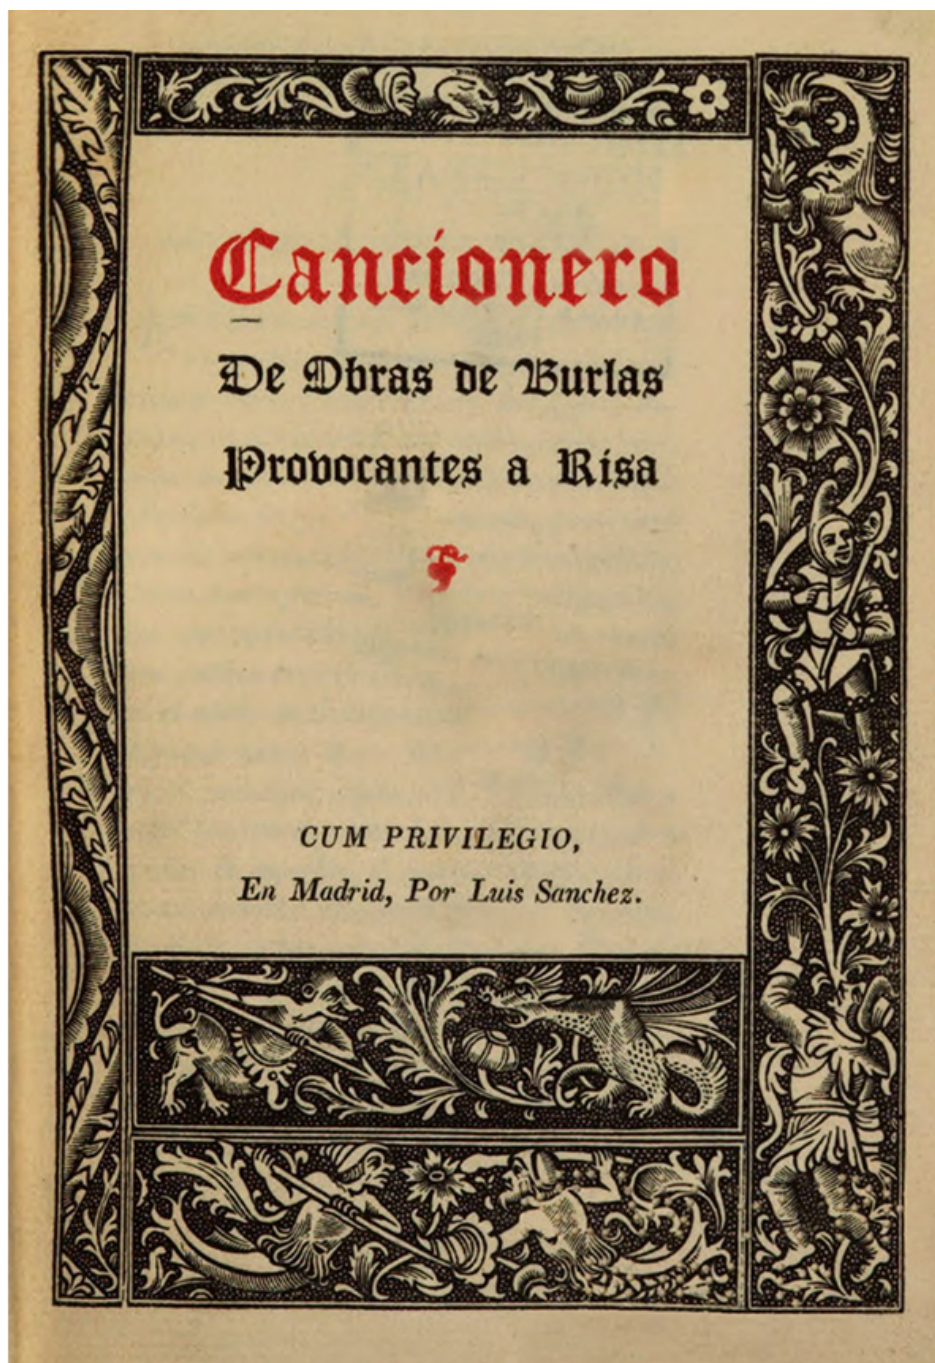 Cancionero
De Obras de Burlas
Provocantes a Risa
CUM PRIVILEGIO,
En Madrid, Por Luis Sanchez.